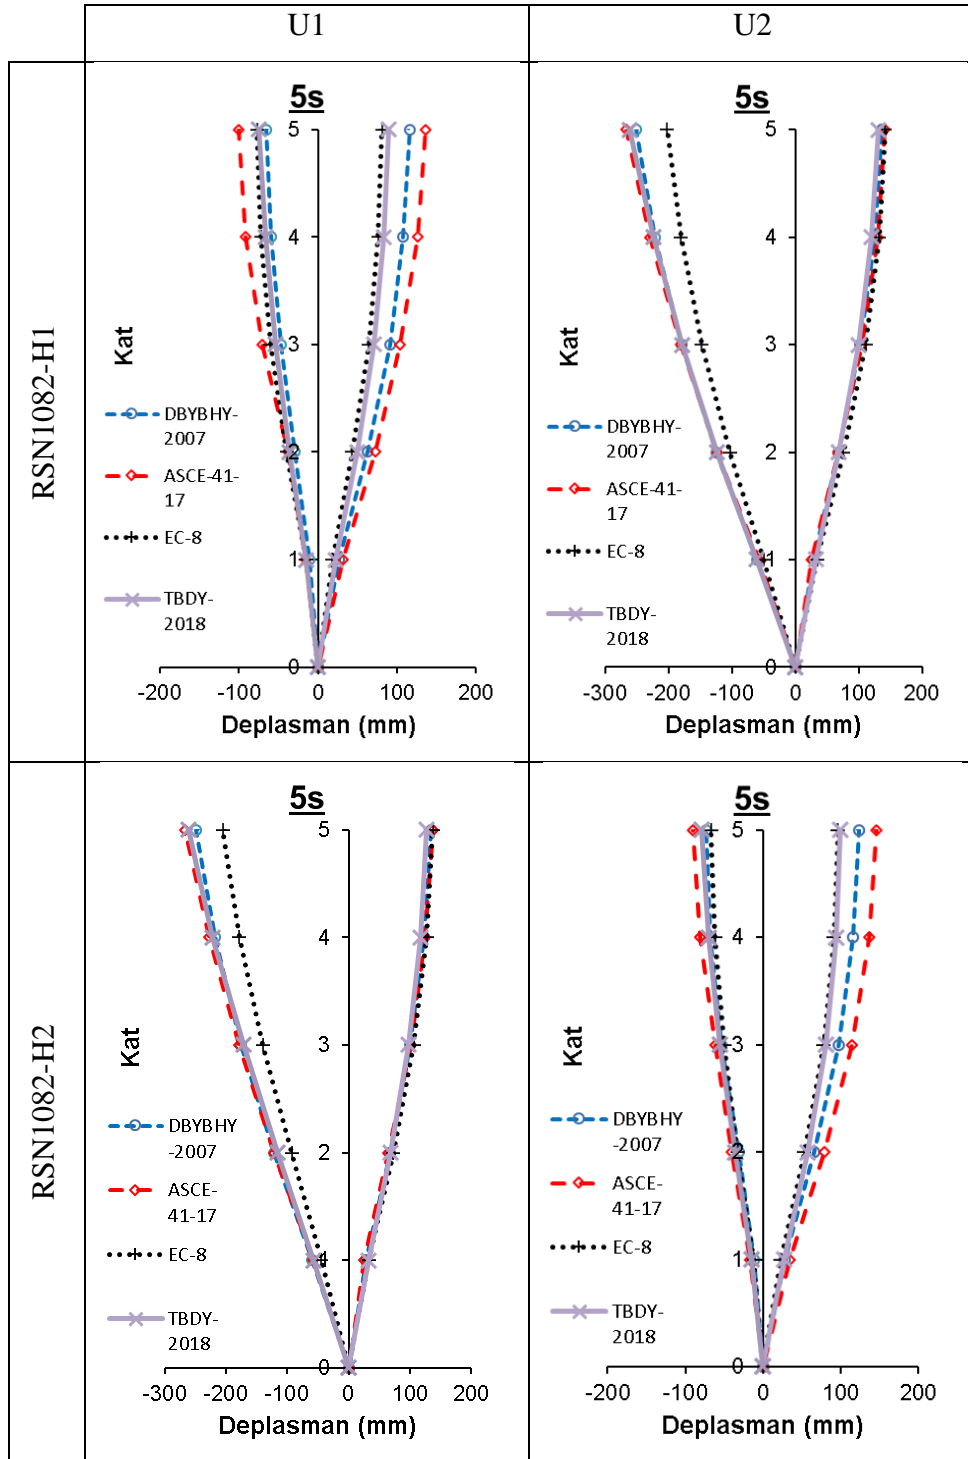 U1
U2
RSN1082-H1
5s
Kat
5
4
3
2
1
0
DBYBHY-
2007
ASCE-41-
17
EC-8
TBDY-
2018
-200 -100 0 100 200
Deplasman (mm)
5s
Kat
5
4
3
2
1
0
DBYBHY-
2007
ASCE-41-
17
EC-8
TBDY-
2018
-300 -200 -100 0 100 200
Deplasman (mm)
RSN1082-H2
5s
Kat
5
4
3
2
1
0
DBYBHY
-2007
ASCE-
41-17
EC-8
TBDY-
2018
-300 -200 -100 0 100 200
Deplasman (mm)
5s
Kat
5
4
3
2
1
0
DBYBHY
-2007
ASCE-
41-17
EC-8
TBDY-
2018
-200 -100 0 100 200
Deplasman (mm)